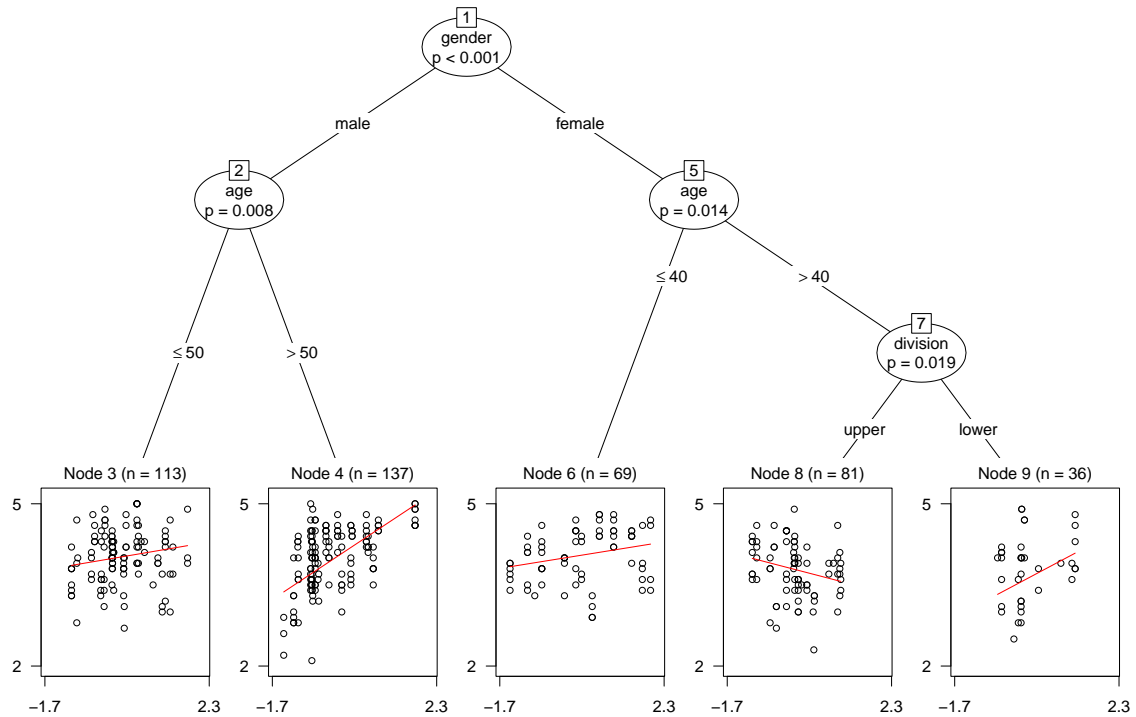 1
gender
p < 0.001
male
female
2
age
p = 0.008
5
age
p = 0.014
≤ 40
> 40
7
division
p = 0.019
≤ 50
> 50
upper
lower
Node 3 (n = 113)
Node 4 (n = 137)
Node 6 (n = 69)
Node 8 (n = 81)
Node 9 (n = 36)
5
5
5
5
5
2
2
2
2
2
−1.7
2.3
−1.7
2.3
−1.7
2.3
−1.7
2.3
−1.7
2.3